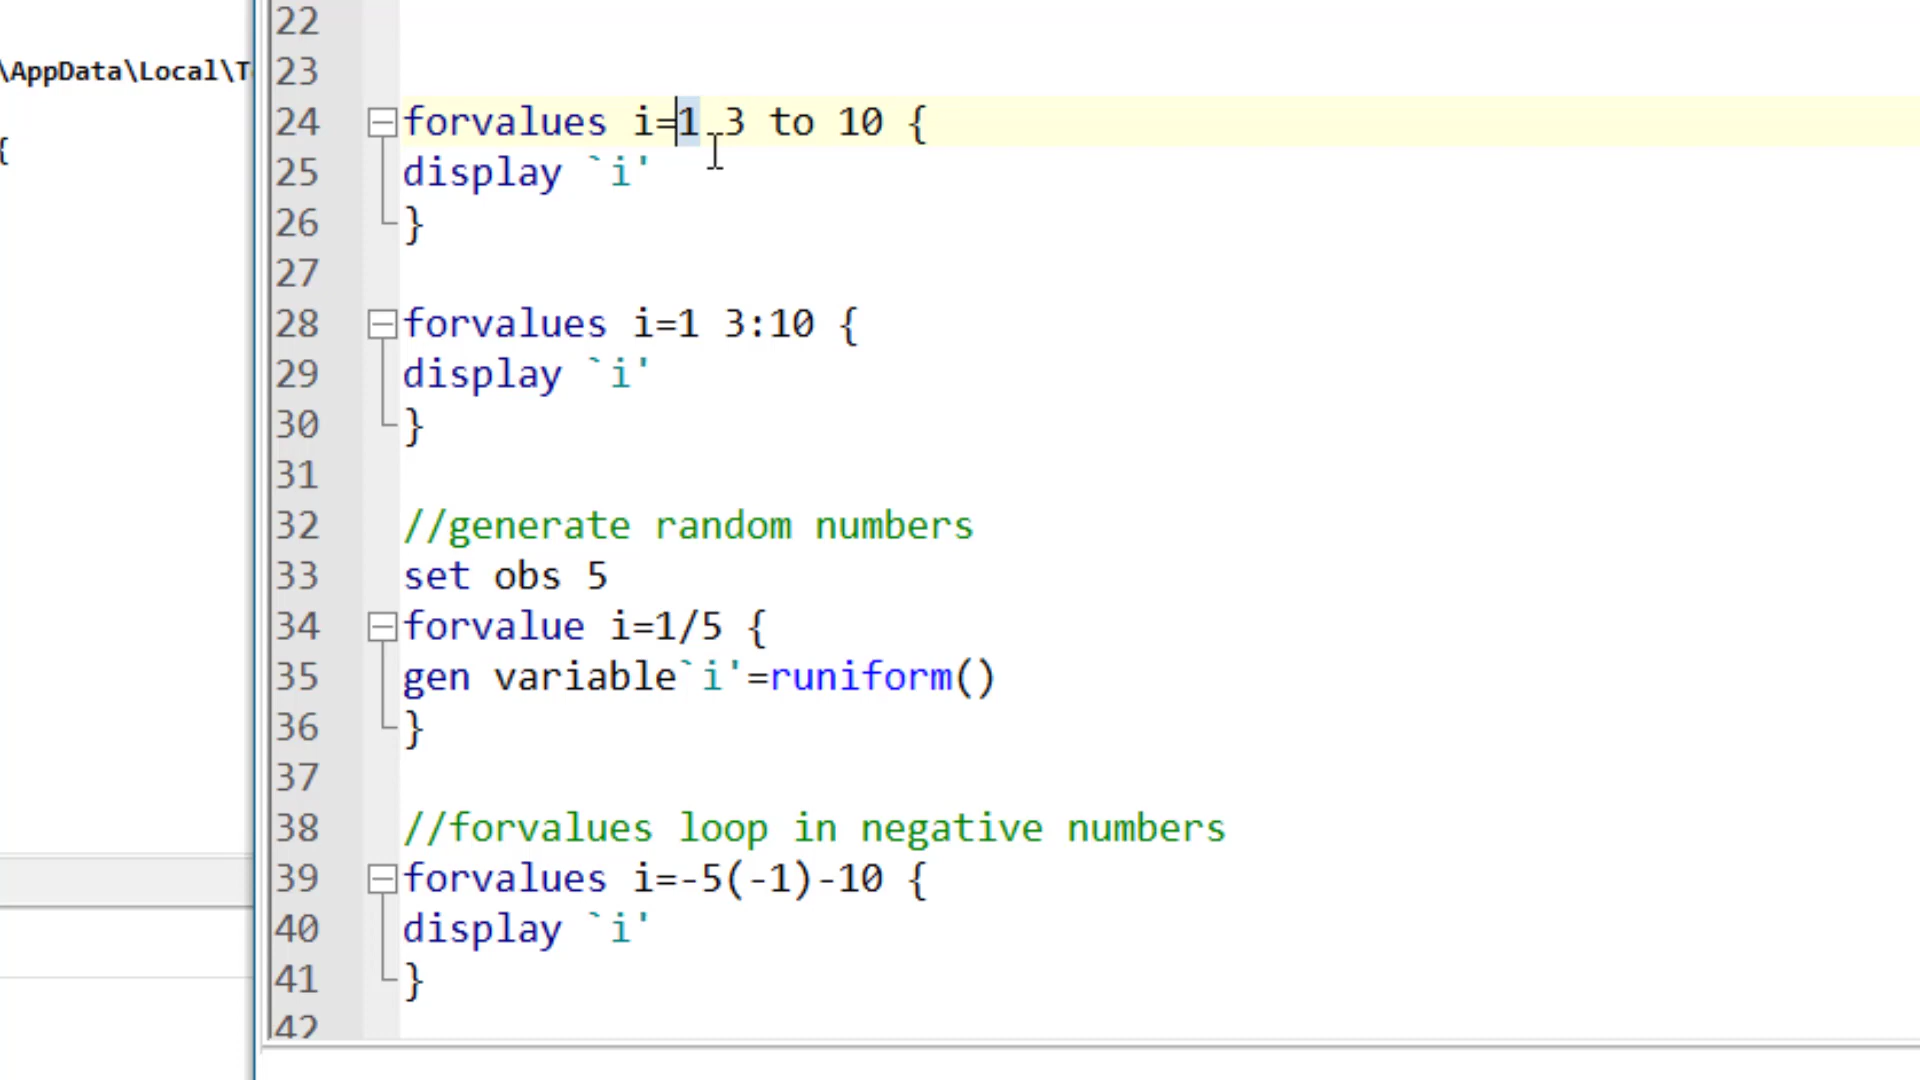 22
\AppData\Local\T
23
24 forvalues i=1 3 to 10 {
{
25 display `i'
26 }
27
28 forvalues i=1 3:10 {
29 display `i'
30 }
31
32 //generate random numbers
33 set obs 5
34 forvalue i=1/5 {
35 gen variable`i'=runiform()
36 }
37
38 //forvalues loop in negative numbers
39 forvalues i=-5(-1)-10 {
40 display `i'
41 }
42